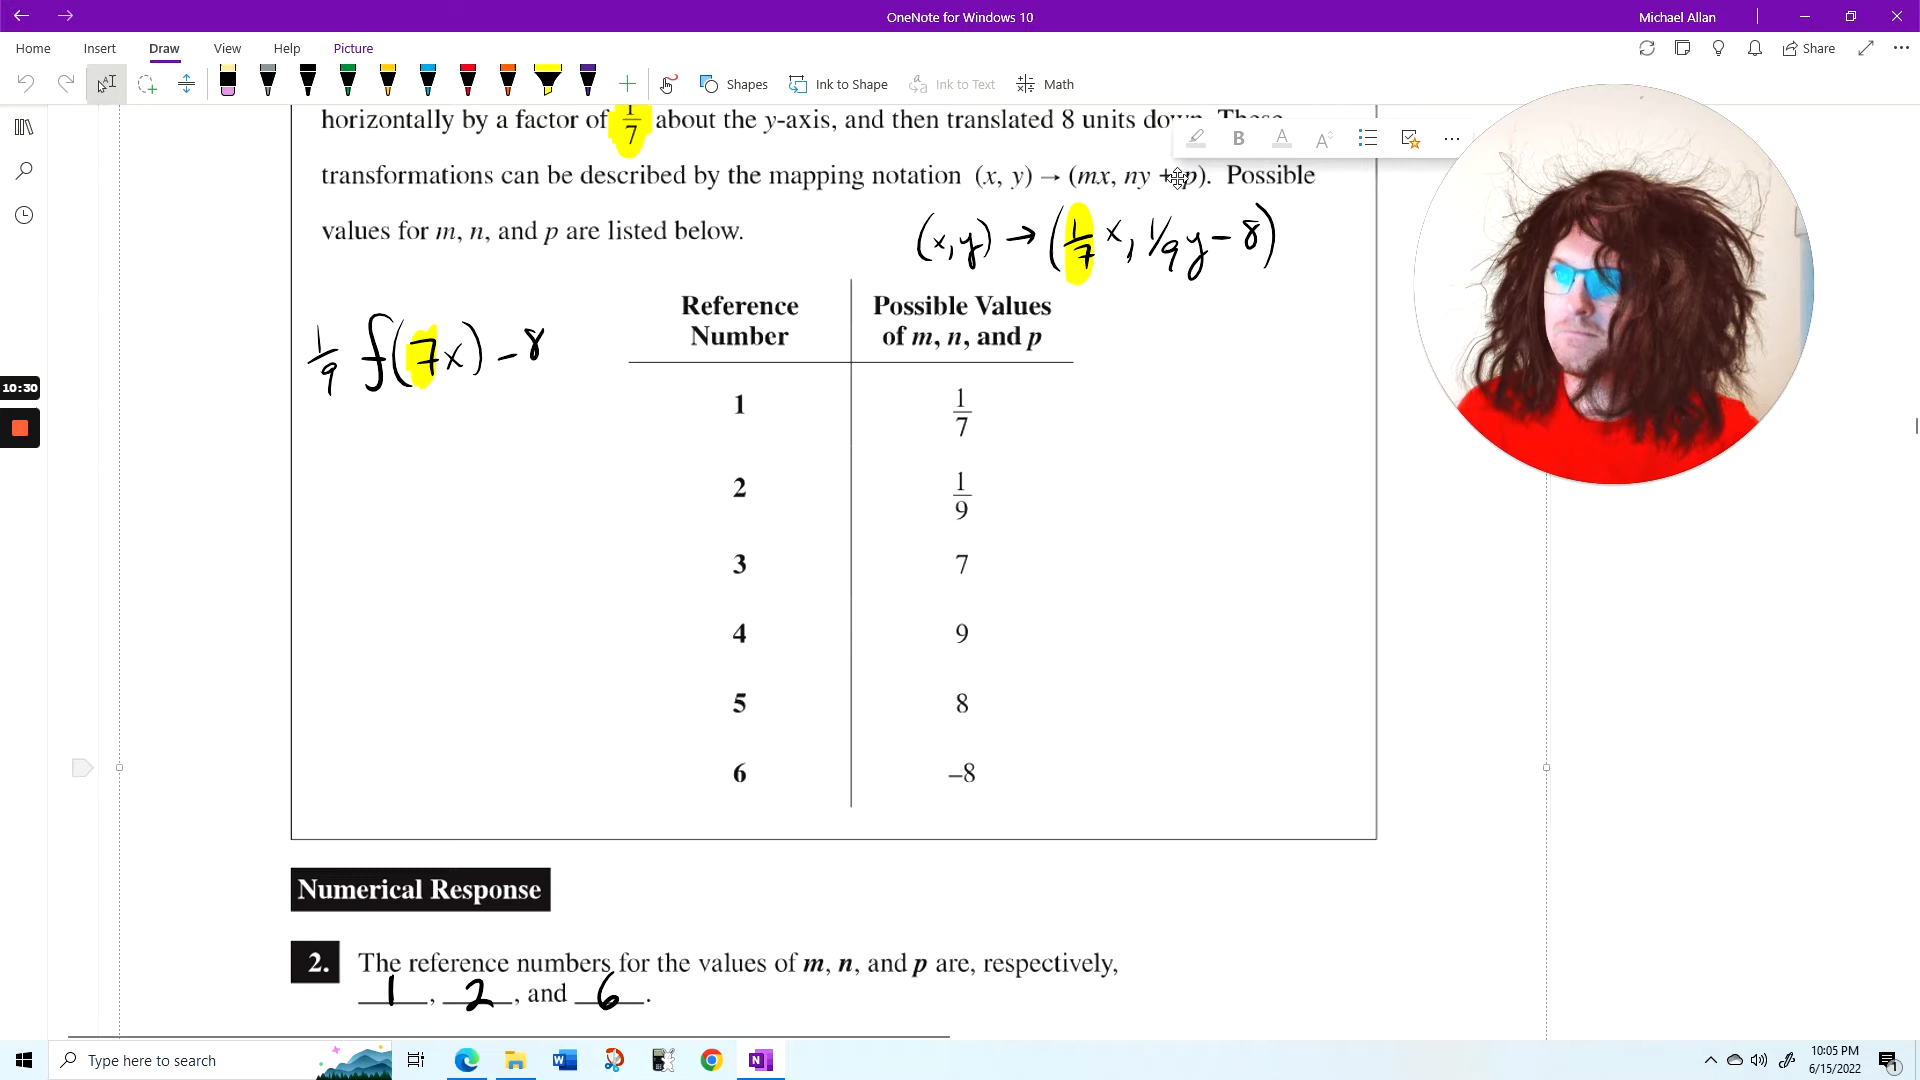 OneNote for Windows 10
Michael Allan
Home Insert Draw View Help Picture
Share
Shapes Ink to Shape Ink to Text Math
horizontally by a factor of 1/7 about the y-axis, and then translated 8 units down. These
transformations can be described by the mapping notation (x, y) → (mx, ny + p). Possible
values for m, n, and p are listed below.
(x, y) → (1/7 x, 1/9 y − 8)
1/9 f(7x) − 8
Reference Number
Possible Values of m, n, and p
1 1/7
2 1/9
3 7
4 9
5 8
6 –8
10:30
Numerical Response
2. The reference numbers for the values of m, n, and p are, respectively,
1, 2, and 6.
Type here to search
10:05 PM
6/15/2022